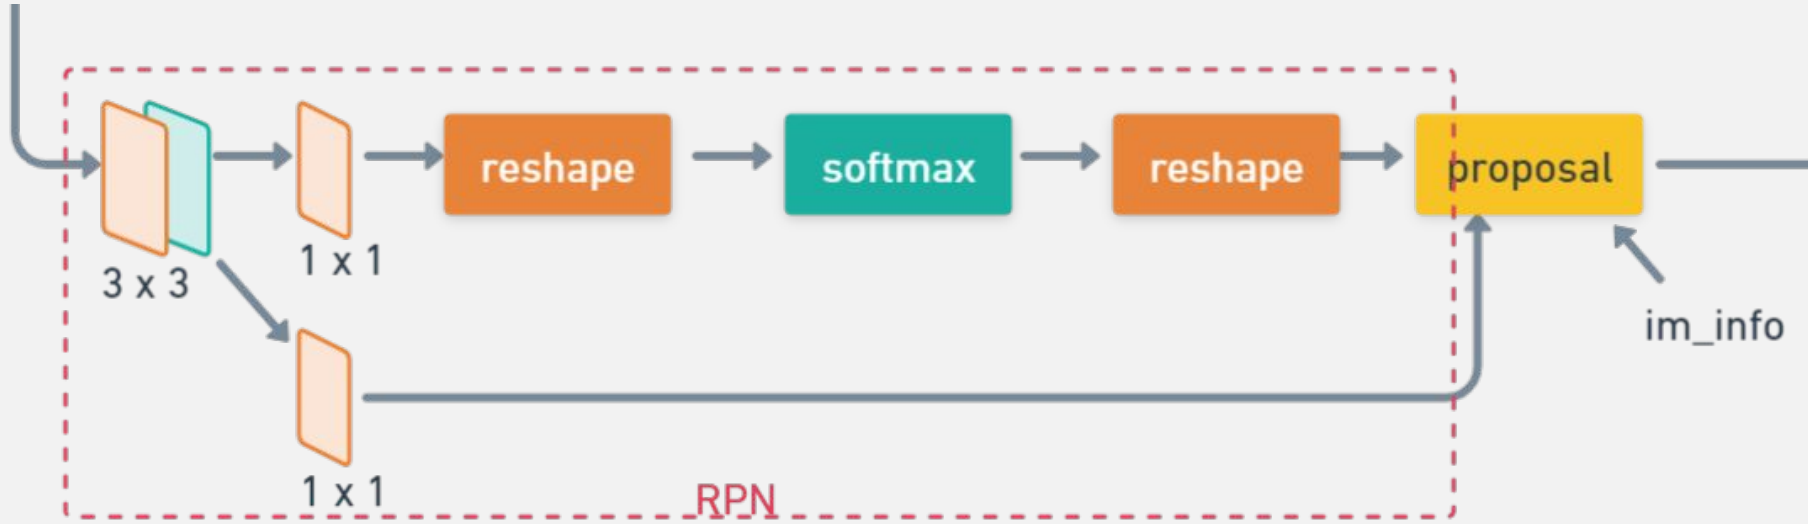 reshape
softmax
reshape
proposal
3 x 3
1 x 1
im_info
1 x 1
RPN